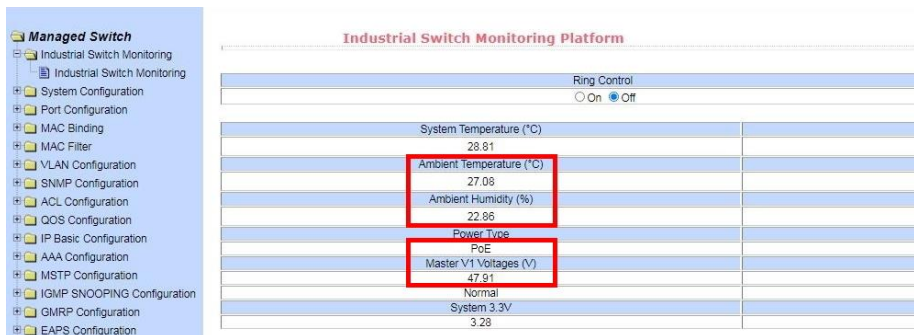 Managed Switch
Industrial Switch Monitoring
Industrial Switch Monitoring
System Configuration
Port Configuration
MAC Binding
MAC Filter
VLAN Configuration
SNMP Configuration
ACL Configuration
QOS Configuration
IP Basic Configuration
AAA Configuration
MSTP Configuration
IGMP SNOOPING Configuration
GMRP Configuration
EAPS Configuration
Industrial Switch Monitoring Platform
Ring Control
On Off
System Temperature (°C)
28.81
Ambient Temperature (°C)
27.08
Ambient Humidity (%)
22.86
Power Type
PoE
Master V1 Voltages (V)
47.91
Normal
System 3.3V
3.28